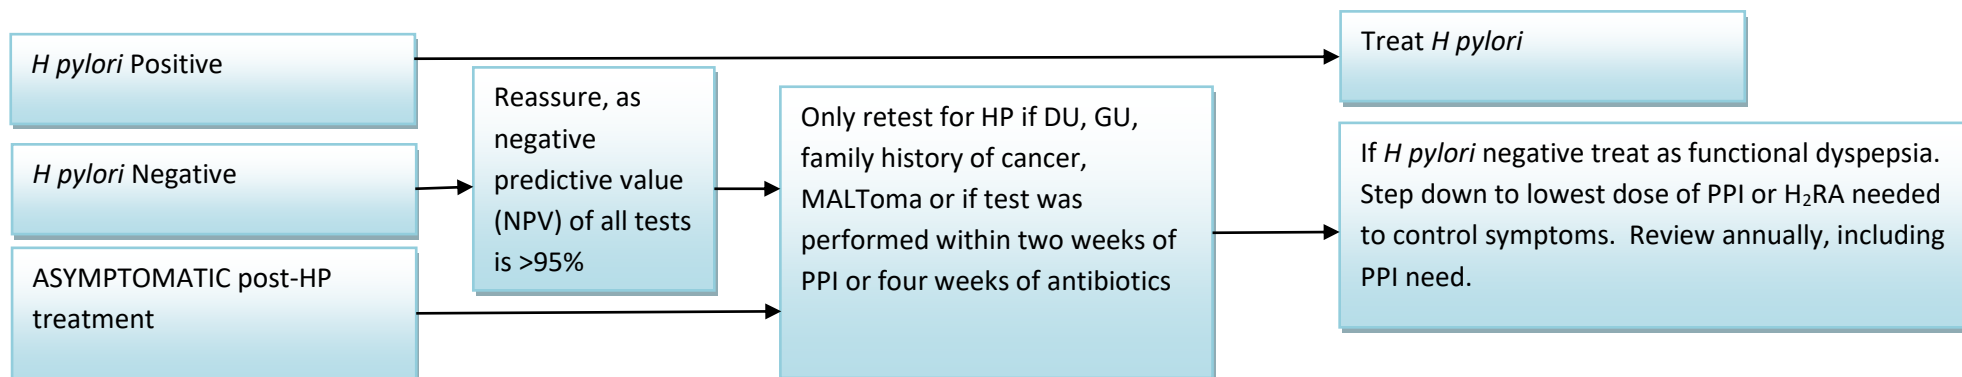 H pylori Positive
Treat H pylori
H pylori Negative
Reassure, as
negative
predictive value
(NPV) of all tests
is >95%
ASYMPTOMATIC post-HP
treatment
Only retest for HP if DU, GU,
family history of cancer,
MALToma or if test was
performed within two weeks of
PPI or four weeks of antibiotics
If H pylori negative treat as functional dyspepsia.
Step down to lowest dose of PPI or H₂RA needed
to control symptoms.  Review annually, including
PPI need.